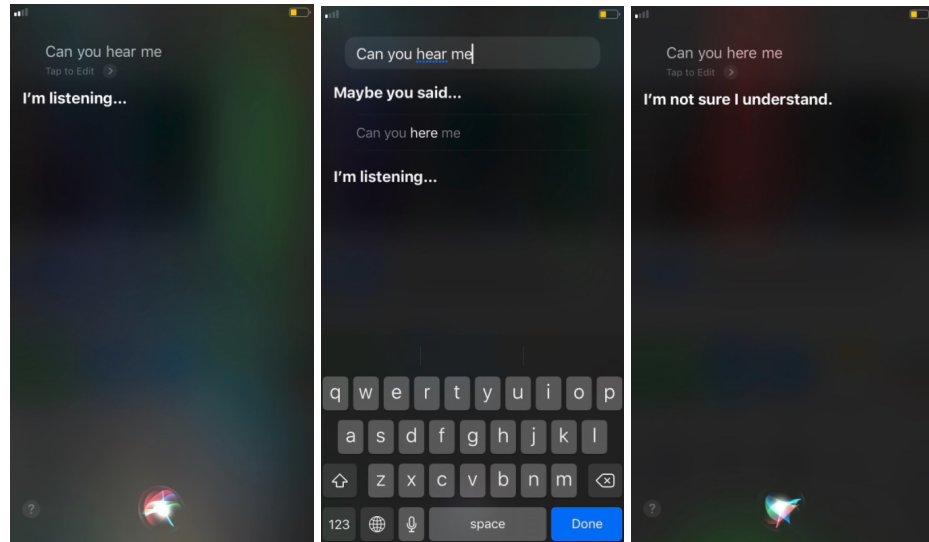 Can you hear me
Tap to Edit
I'm listening...
Can you hear me
Maybe you said...
Can you here me
I'm listening...
q w e r t y u i o p
a s d f g h j k l
z x c v b n m
123 space Done
?
Can you here me
Tap to Edit
I'm not sure I understand.
?